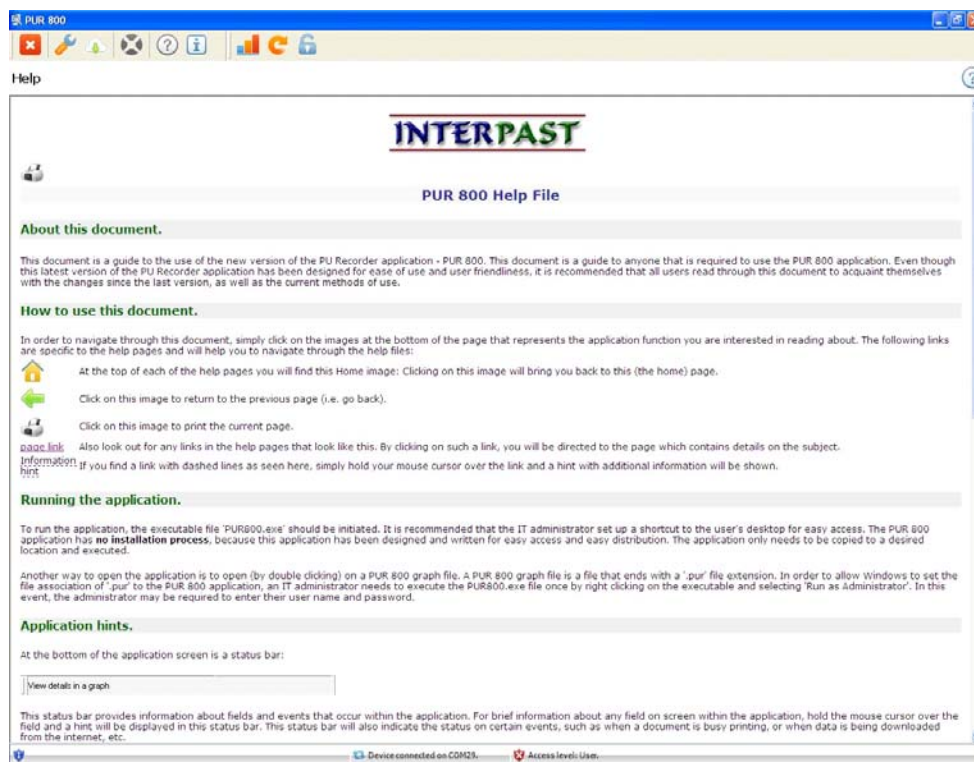 PUR 800
Help
INTERPAST
PUR 800 Help File
About this document.
This document is a guide to the use of the new version of the PU Recorder application - PUR 800. This document is a guide to anyone that is required to use the PUR 800 application. Even though
this latest version of the PU Recorder application has been designed for ease of use and user friendliness, it is recommended that all users read through this document to acquaint themselves
with the changes since the last version, as well as the current methods of use.
How to use this document.
In order to navigate through this document, simply click on the images at the bottom of the page that represents the application function you are interested in reading about. The following links
are specific to the help pages and will help you to navigate through the help files:
At the top of each of the help pages you will find this Home image: Clicking on this image will bring you back to this (the home) page.
Click on this image to return to the previous page (i.e. go back).
Click on this image to print the current page.
page link Also look out for any links in the help pages that look like this. By clicking on such a link, you will be directed to the page which contains details on the subject.
Information
hint If you find a link with dashed lines as seen here, simply hold your mouse cursor over the link and a hint with additional information will be shown.
Running the application.
To run the application, the executable file 'PUR800.exe' should be initiated. It is recommended that the IT administrator set up a shortcut to the user's desktop for easy access. The PUR 800
application has no installation process, because this application has been designed and written for easy access and easy distribution. The application only needs to be copied to a desired
location and executed.
Another way to open the application is to open (by double clicking) on a PUR 800 graph file. A PUR 800 graph file is a file that ends with a '.pur' file extension. In order to allow Windows to set the
file association of '.pur' to the PUR 800 application, an IT administrator needs to execute the PUR800.exe file once by right clicking on the executable and selecting 'Run as Administrator'. In this
event, the administrator may be required to enter their user name and password.
Application hints.
At the bottom of the application screen is a status bar:
View details in a graph
This status bar provides information about fields and events that occur within the application. For brief information about any field on screen within the application, hold the mouse cursor over the
field and a hint will be displayed in this status bar. This status bar will also indicate the status on certain events, such as when a document is busy printing, or when data is being downloaded
from the internet, etc.
Device connected on COM29. Access level: User.